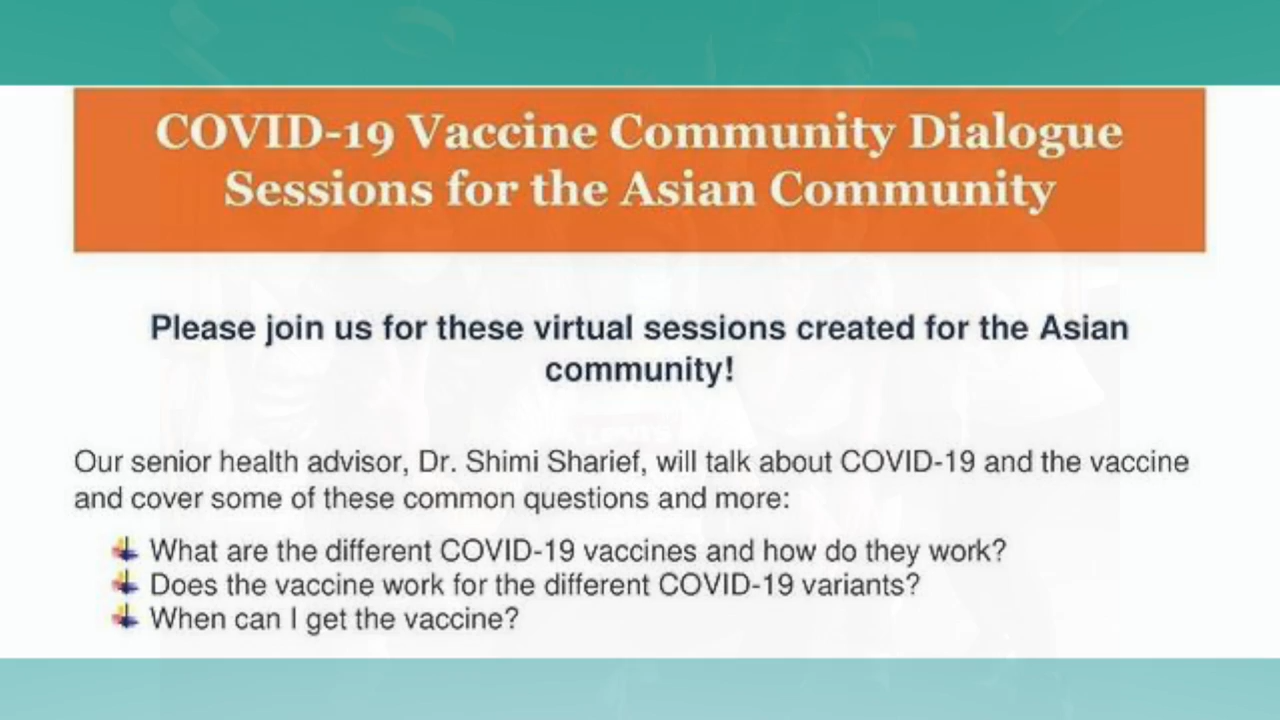 COVID-19 Vaccine Community Dialogue
Sessions for the Asian Community
Please join us for these virtual sessions created for the Asian
community!
Our senior health advisor, Dr. Shimi Sharief, will talk about COVID-19 and the vaccine
and cover some of these common questions and more:
What are the different COVID-19 vaccines and how do they work?
Does the vaccine work for the different COVID-19 variants?
When can I get the vaccine?